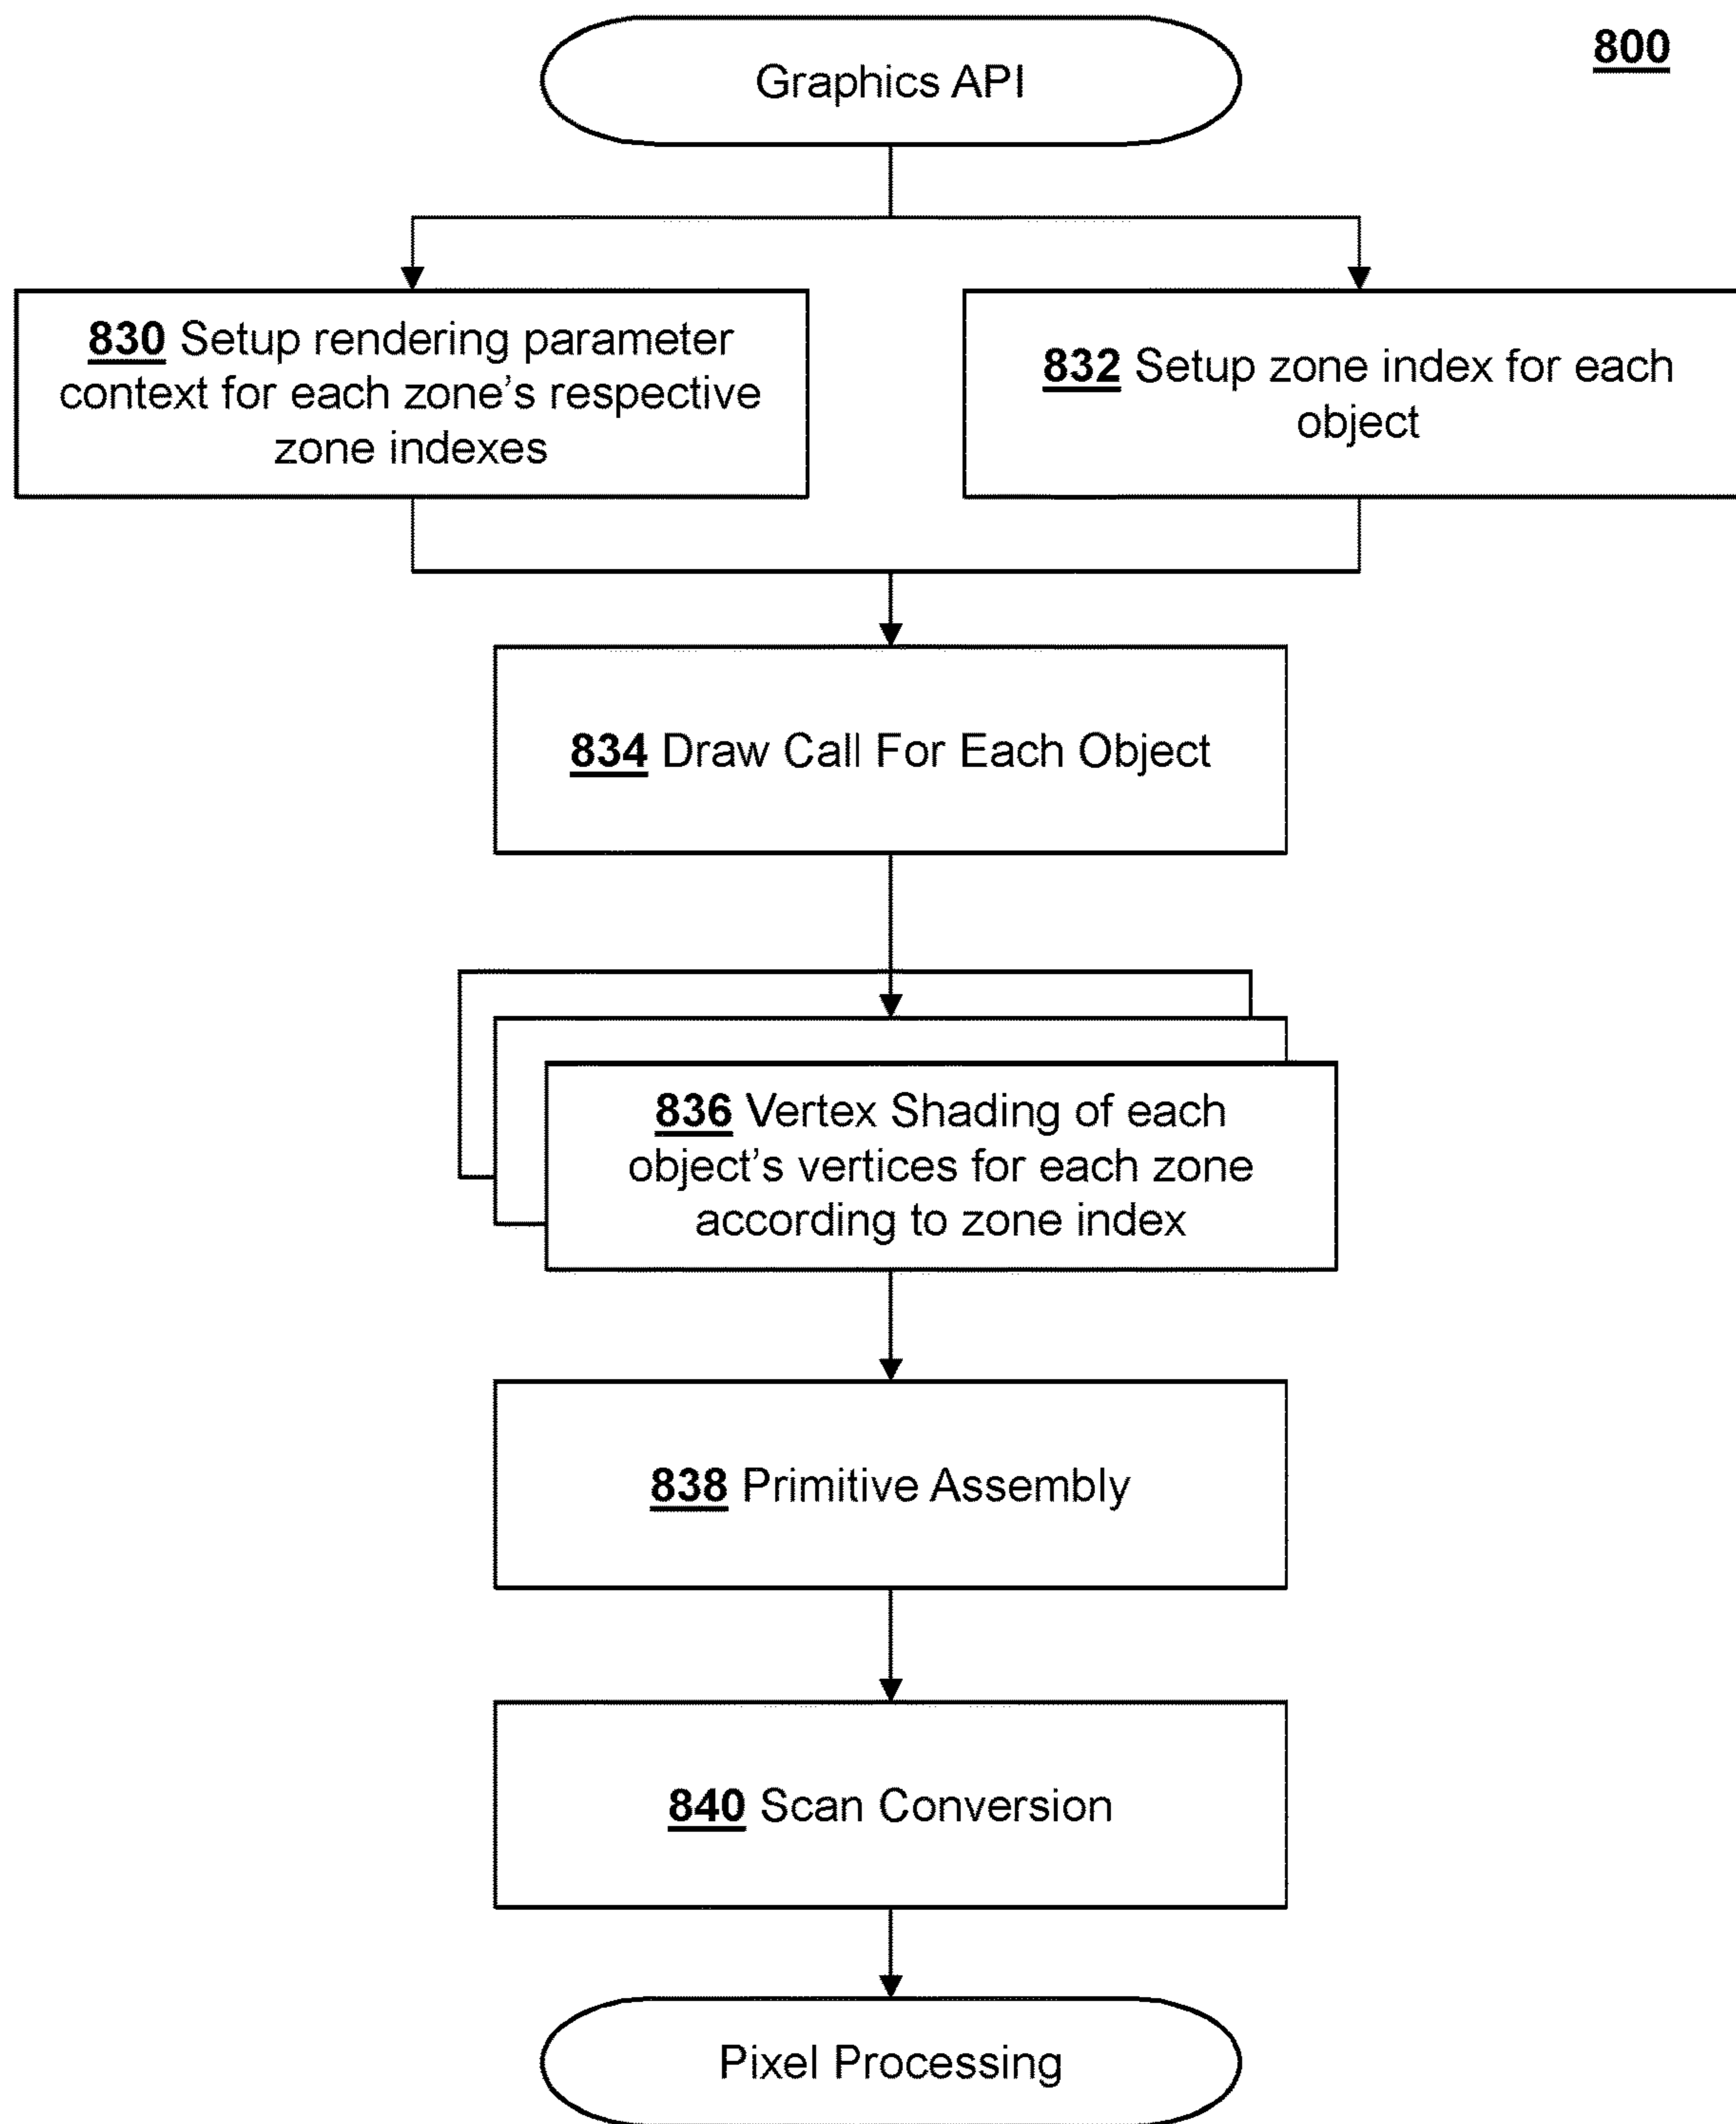 800
Graphics API
830 Setup rendering parameter
context for each zone's respective
zone indexes
832 Setup zone index for each
object
834 Draw Call For Each Object
836 Vertex Shading of each
object's vertices for each zone
according to zone index
838 Primitive Assembly
840 Scan Conversion
Pixel Processing